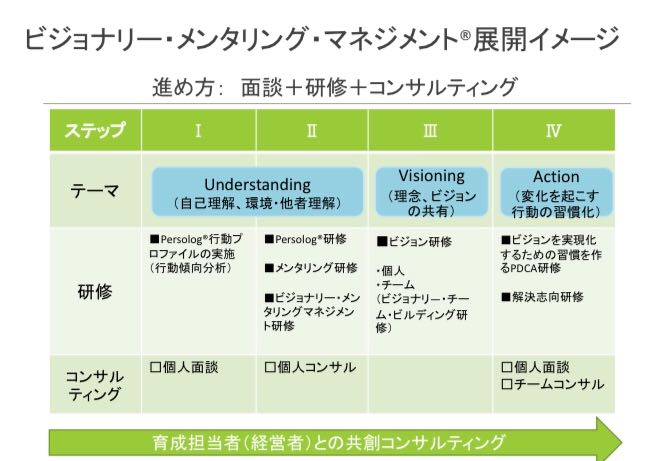 ビジョナリー・メンタリング・マネジメント®展開イメージ
進め方： 面談＋研修＋コンサルティング
ステップ
Ⅰ
Ⅱ
Ⅲ
Ⅳ
テーマ
Understanding
（自己理解、環境・他者理解）
Visioning
（理念、ビジョン
の共有）
Action
（変化を起こす
行動の習慣化）
研修
■Persolog®行動プ
ロファイルの実施
（行動傾向分析）
■Persolog®研修
■メンタリング研修
■ビジョナリー・メン
タリングマネジメン
ト研修
■ビジョン研修
・個人
・チーム
（ビジョナリー・チー
ム・ビルディング研
修）
■ビジョンを実現化
するための習慣を作
るPDCA研修
■解決志向研修
コンサル
ティング
□個人面談
□個人コンサル
□個人面談
□チームコンサル
育成担当者（経営者）との共創コンサルティング